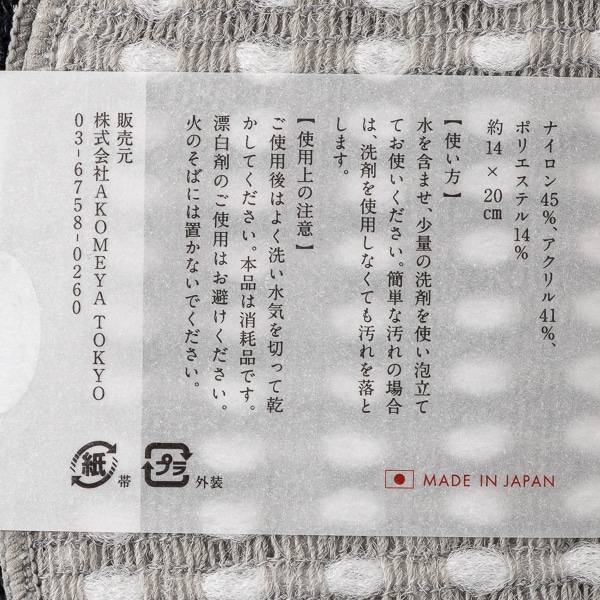 ナイロン45%、アクリル41%、
ポリエステル14%
約14×20cm
【使い方】
水を含ませ、少量の洗剤を使い泡立て
てお使いください。簡単な汚れの場合
は、洗剤を使用しなくても汚れを落と
します。
【使用上の注意】
ご使用後はよく洗い水気を切って乾
かしてください。本品は消耗品です。
漂白剤のご使用はお避けください。
火のそばには置かないでください。
販売元
株式会社AKOMEYA TOKYO
03-6758-0260
紙 帯
プラ 外装
MADE IN JAPAN